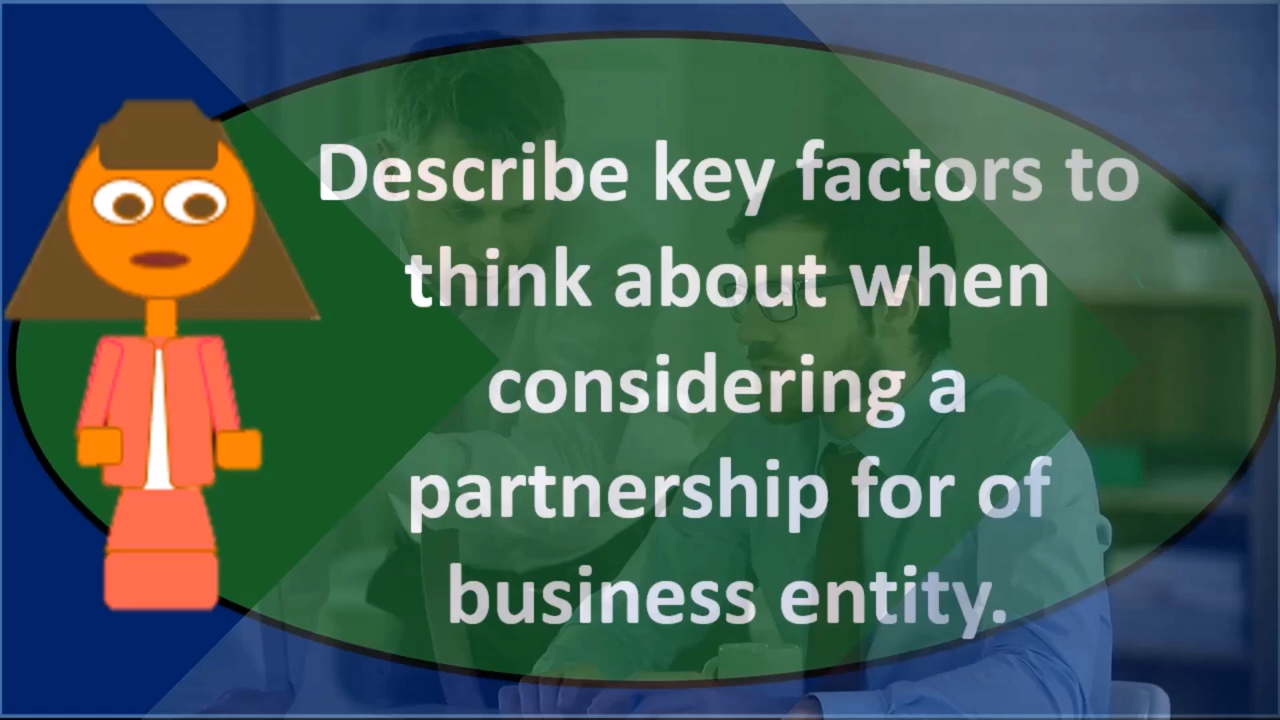 Describe key factors to
think about when
considering a
partnership for of
business entity.